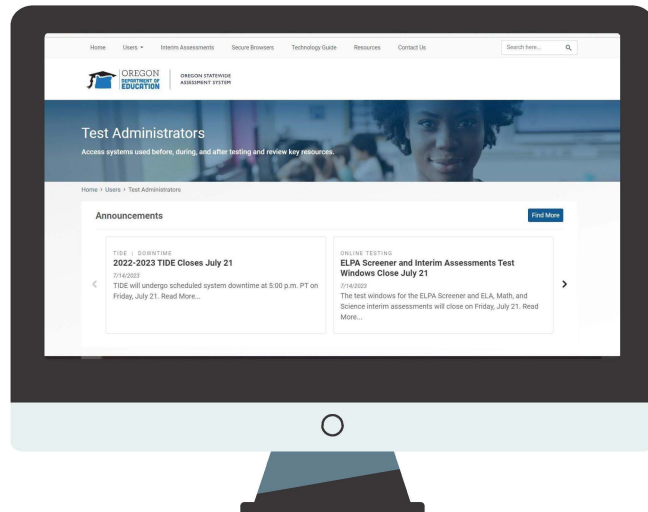 Home Users Interim Assessments Secure Browsers Technology Guide Resources Contact Us Search here...
OREGON
DEPARTMENT OF
EDUCATION
OREGON STATEWIDE
ASSESSMENT SYSTEM
Test Administrators
Access systems used before, during, and after testing and review key resources.
Home › Users › Test Administrators
Announcements
Find More
TIDE | DOWNTIME
2022-2023 TIDE Closes July 21
7/14/2023
TIDE will undergo scheduled system downtime at 5:00 p.m. PT on
Friday, July 21. Read More...
ONLINE TESTING
ELPA Screener and Interim Assessments Test
Windows Close July 21
7/14/2023
The test windows for the ELPA Screener and ELA, Math, and
Science interim assessments will close on Friday, July 21. Read
More...